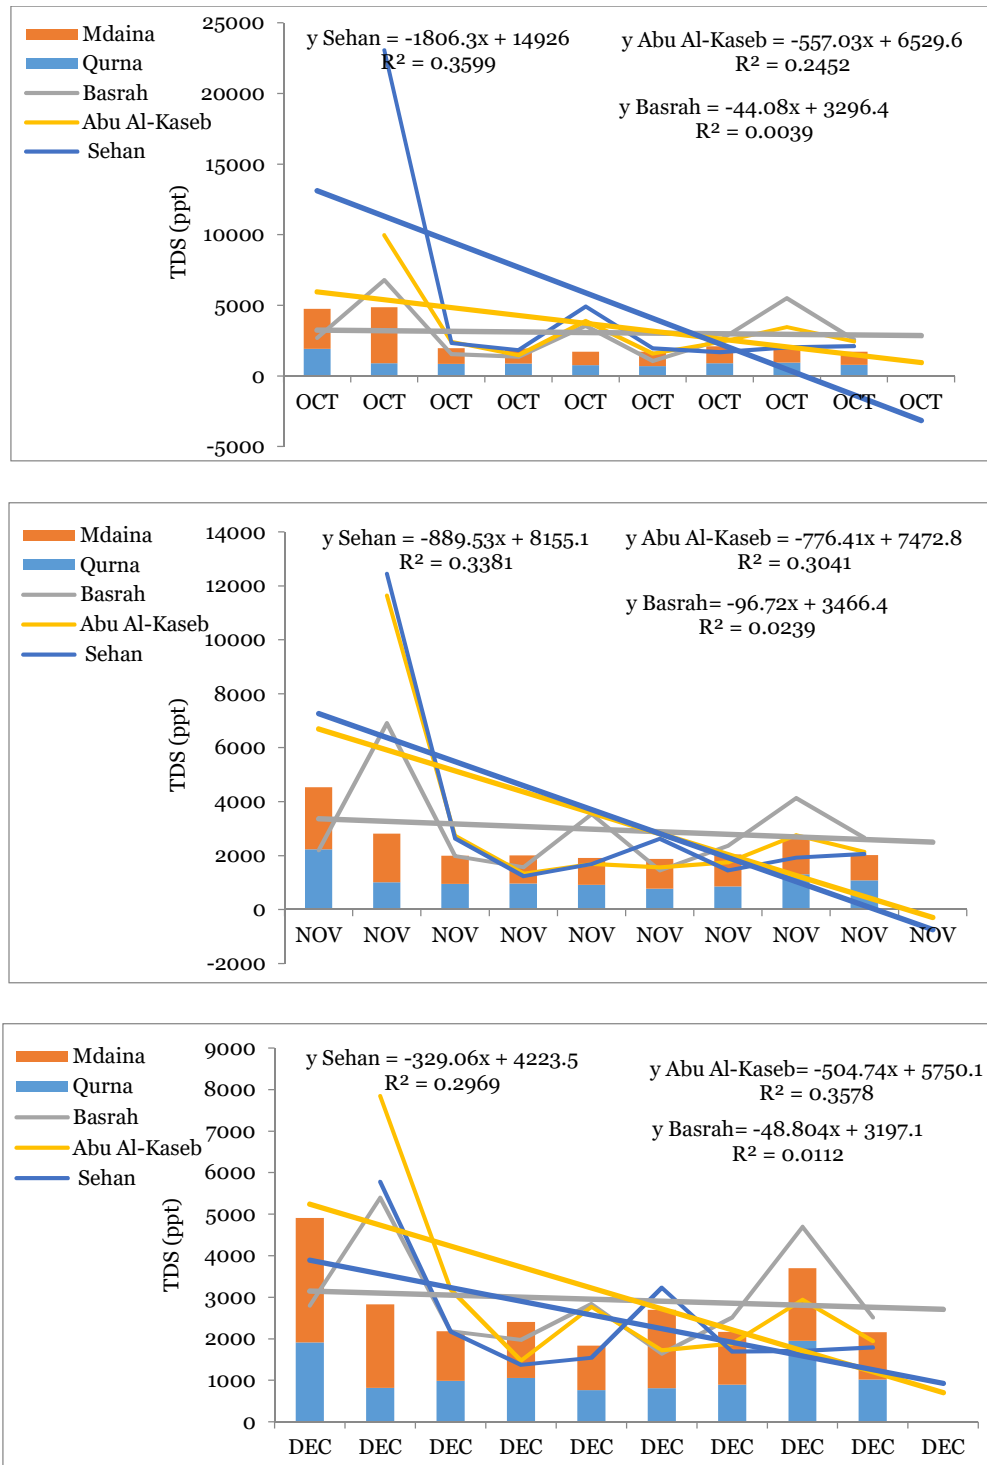 Mdaina
Qurna
Basrah
Abu Al-Kaseb
Sehan
y Sehan = -1806.3x + 14926
R² = 0.3599
y Abu Al-Kaseb = -557.03x + 6529.6
R² = 0.2452
y Basrah = -44.08x + 3296.4
R² = 0.0039
TDS (ppt)
25000
20000
15000
10000
5000
0
-5000
OCT OCT OCT OCT OCT OCT OCT OCT OCT OCT
Mdaina
Qurna
Basrah
Abu Al-Kaseb
Sehan
y Sehan = -889.53x + 8155.1
R² = 0.3381
y Abu Al-Kaseb = -776.41x + 7472.8
R² = 0.3041
y Basrah= -96.72x + 3466.4
R² = 0.0239
TDS (ppt)
14000
12000
10000
8000
6000
4000
2000
0
-2000
NOV NOV NOV NOV NOV NOV NOV NOV NOV NOV
Mdaina
Qurna
Basrah
Abu Al-Kaseb
Sehan
y Sehan = -329.06x + 4223.5
R² = 0.2969
y Abu Al-Kaseb= -504.74x + 5750.1
R² = 0.3578
y Basrah= -48.804x + 3197.1
R² = 0.0112
TDS (ppt)
9000
8000
7000
6000
5000
4000
3000
2000
1000
0
DEC DEC DEC DEC DEC DEC DEC DEC DEC DEC